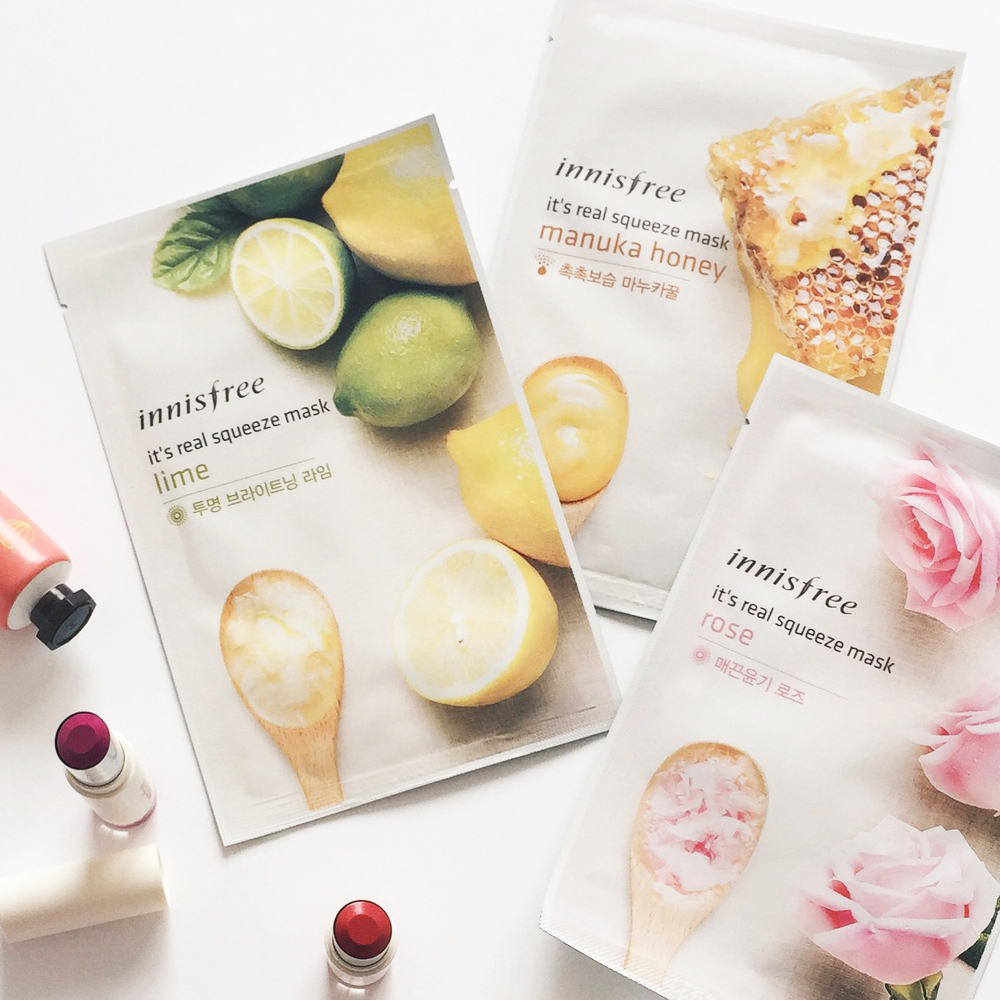 innisfree
it's real squeeze mask
manuka honey
촉촉보습 마누카꿀
innisfree
it's real squeeze mask
lime
투명 브라이트닝 라임
innisfree
it's real squeeze mask
rose
매끈윤기 로즈